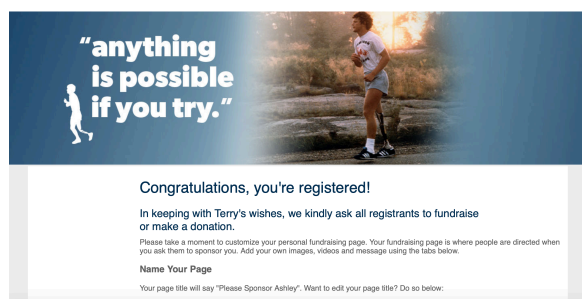 "anything
is possible
if you try."
Congratulations, you're registered!
In keeping with Terry's wishes, we kindly ask all registrants to fundraise
or make a donation.
Please take a moment to customize your personal fundraising page. Your fundraising page is where people are directed when
you ask them to sponsor you. Add your own images, videos and message using the tabs below.
Name Your Page
Your page title will say "Please Sponsor Ashley". Want to edit your page title? Do so below: